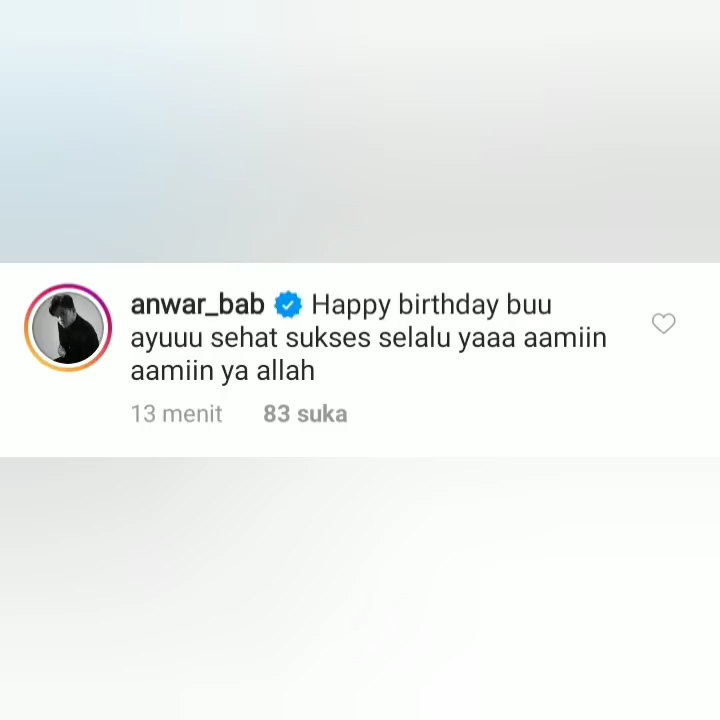 anwar_bab Happy birthday buu
ayuuu sehat sukses selalu yaaa aamiin
aamiin ya allah
13 menit 83 suka